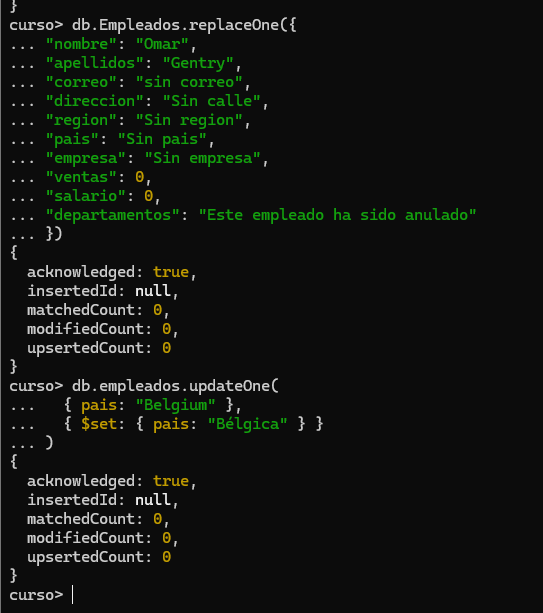 }
curso> db.Empleados.replaceOne({
... "nombre": "Omar",
... "apellidos": "Gentry",
... "correo": "sin correo",
... "direccion": "Sin calle",
... "region": "Sin region",
... "pais": "Sin pais",
... "empresa": "Sin empresa",
... "ventas": 0,
... "salario": 0,
... "departamentos": "Este empleado ha sido anulado"
... })
{
  acknowledged: true,
  insertedId: null,
  matchedCount: 0,
  modifiedCount: 0,
  upsertedCount: 0
}
curso> db.empleados.updateOne(
...   { pais: "Belgium" },
...   { $set: { pais: "Bélgica" } }
... )
{
  acknowledged: true,
  insertedId: null,
  matchedCount: 0,
  modifiedCount: 0,
  upsertedCount: 0
}
curso>